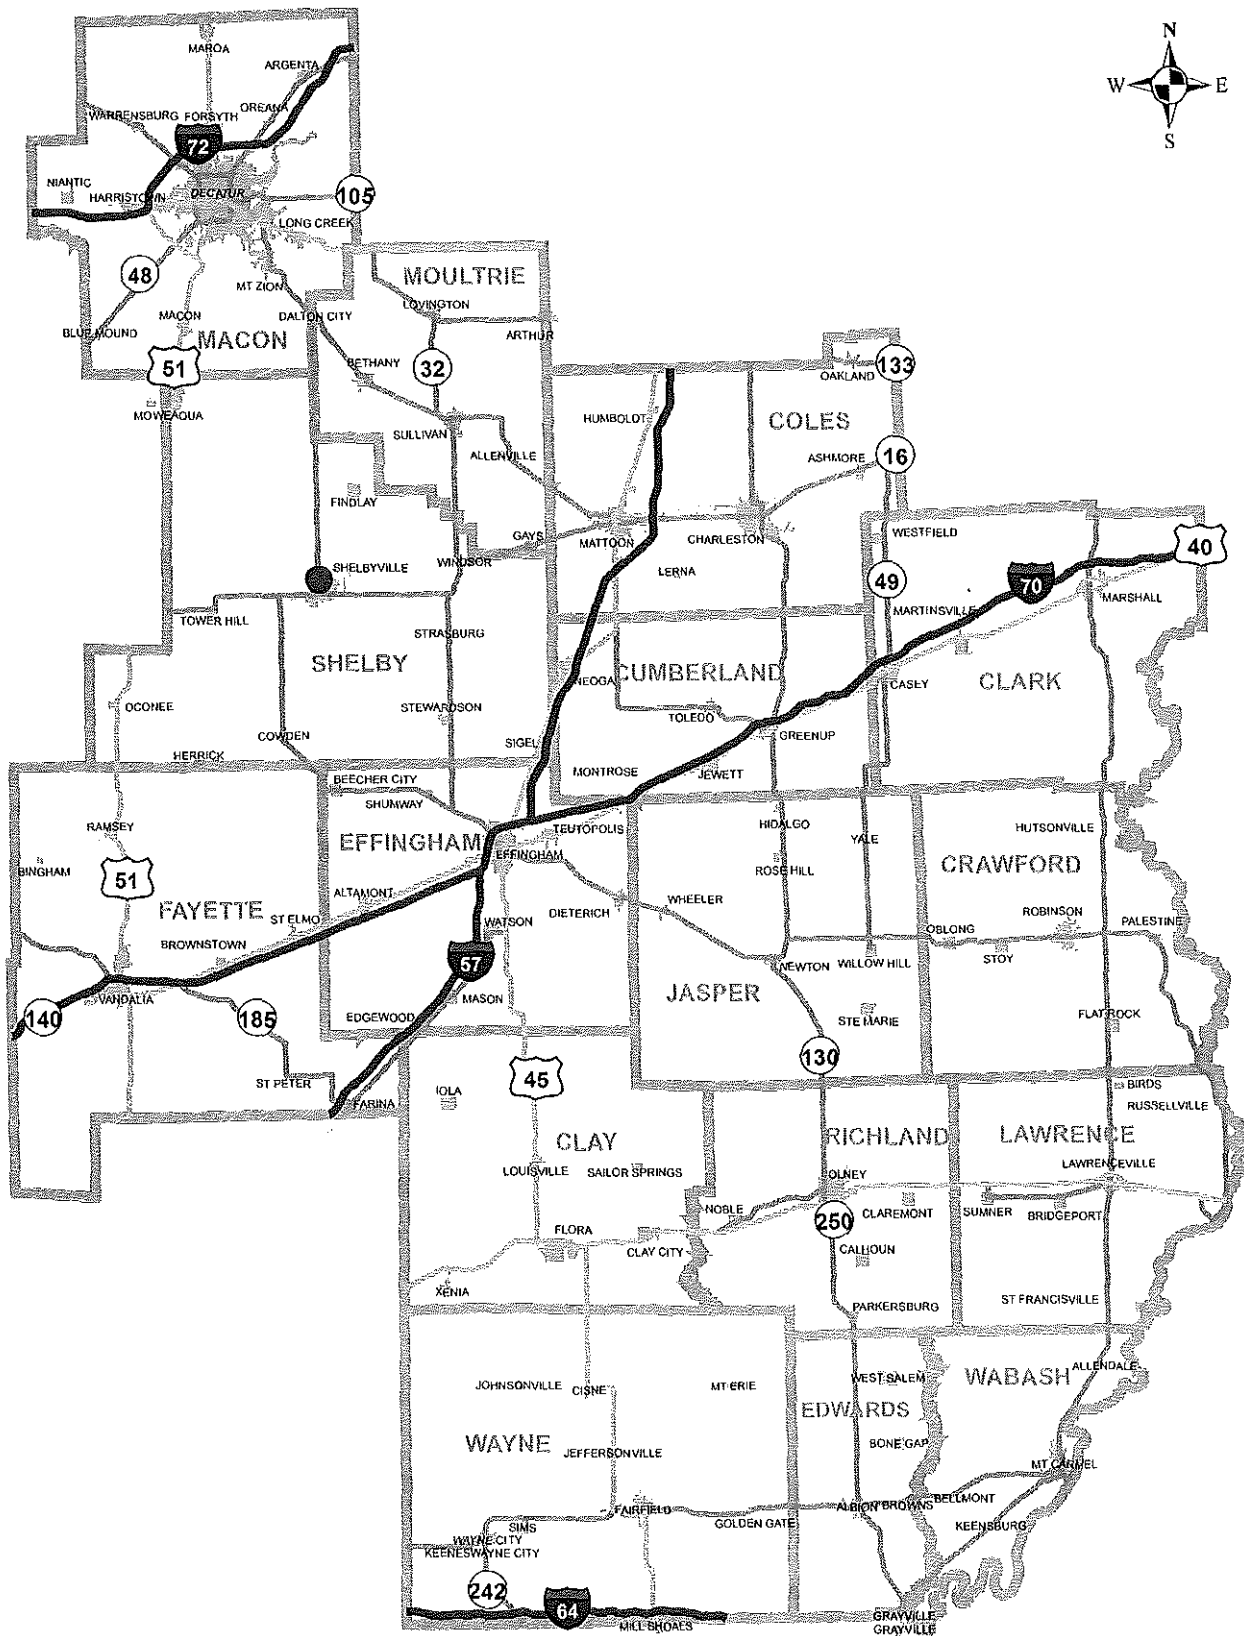 N
MAROA
ARGENTA
W E
OREANA
WARRENSBURG FORSYTH
S
72
NIANTIC
HARRISTOWN
DECATUR
105
LONG CREEK
48
MOULTRIE
MT ZION
LOVINGTON
MACON
DALTON CITY
BLUE MOUND
MACON
ARTHUR
51
BETHANY
32
133
OAKLAND
MOWEAQUA
HUMBOLDT
COLES
SULLIVAN
ALLENVILLE
ASHMORE
16
FINDLAY
GAYS
MATTOON
CHARLESTON
WESTFIELD
40
WINDSOR
SHELBYVILLE
LERNA
49
70
MARSHALL
MARTINSVILLE
TOWER HILL
STRASBURG
SHELBY
CUMBERLAND
NEOGA
CASEY
CLARK
OCONEE
STEWARDSON
TOLEDO
COWDEN
SIGEL
GREENUP
HERRICK
MONTROSE
JEWETT
BEECHER CITY
SHUMWAY
RAMSEY
TEUTOPOLIS
HIDALGO
HUTSONVILLE
EFFINGHAM
EFFINGHAM
YALE
BINGHAM
51
ROSE HILL
CRAWFORD
ALTAMONT
WHEELER
FAYETTE
ST ELMO
DIETERICH
ROBINSON
WATSON
PALESTINE
BROWNSTOWN
OBLONG
57
NEWTON
WILLOW HILL
STOY
VANDALIA
MASON
JASPER
140
185
EDGEWOOD
STE MARIE
FLAT ROCK
130
45
ST PETER
IOLA
FARINA
BIRDS
RUSSELLVILLE
CLAY
RICHLAND
LAWRENCE
LOUISVILLE
SAILOR SPRINGS
OLNEY
LAWRENCEVILLE
NOBLE
250
CLAREMONT
SUMNER
BRIDGEPORT
FLORA
CLAY CITY
CALHOUN
XENIA
PARKERSBURG
ST FRANCISVILLE
WABASH
ALLENDALE
JOHNSONVILLE
CISNE
MT ERIE
WEST SALEM
EDWARDS
WAYNE
JEFFERSONVILLE
BONE GAP
MT CARMEL
FAIRFIELD
ALBION
BROWNS
BELLMONT
SIMS
GOLDEN GATE
KEENSBURG
WAYNE CITY
KEENESWAYNE CITY
242
64
MILL SHOALS
GRAYVILLE
GRAYVILLE